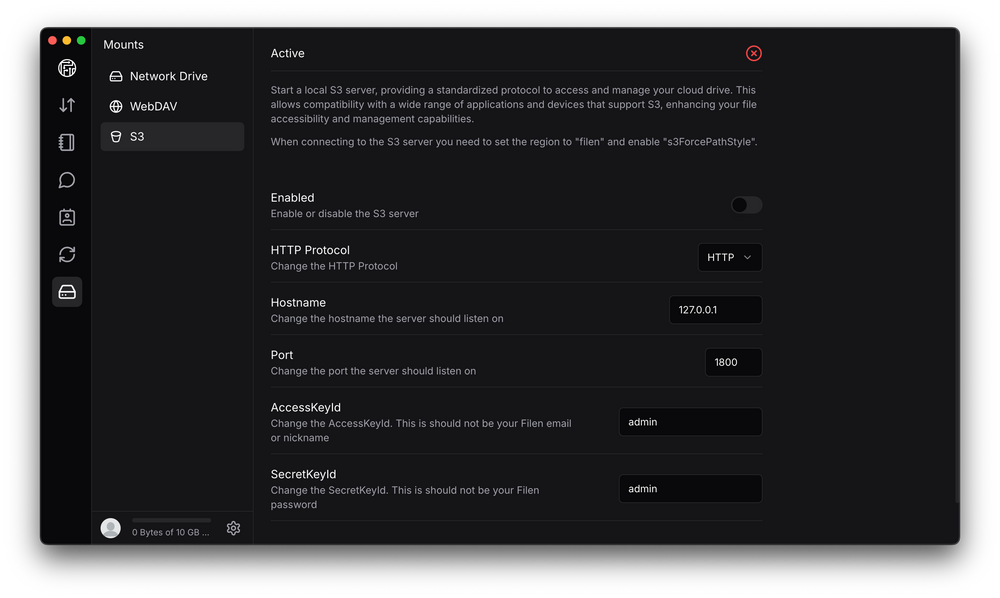 Mounts
Network Drive
WebDAV
S3
0 Bytes of 10 GB ...
Active
Start a local S3 server, providing a standardized protocol to access and manage your cloud drive. This
allows compatibility with a wide range of applications and devices that support S3, enhancing your file
accessibility and management capabilities.
When connecting to the S3 server you need to set the region to "filen" and enable "s3ForcePathStyle".
Enabled
Enable or disable the S3 server
HTTP Protocol
Change the HTTP Protocol
HTTP
Hostname
Change the hostname the server should listen on
127.0.0.1
Port
Change the port the server should listen on
1800
AccessKeyId
Change the AccessKeyId. This is should not be your Filen email
or nickname
admin
SecretKeyId
Change the SecretKeyId. This is should not be your Filen
password
admin